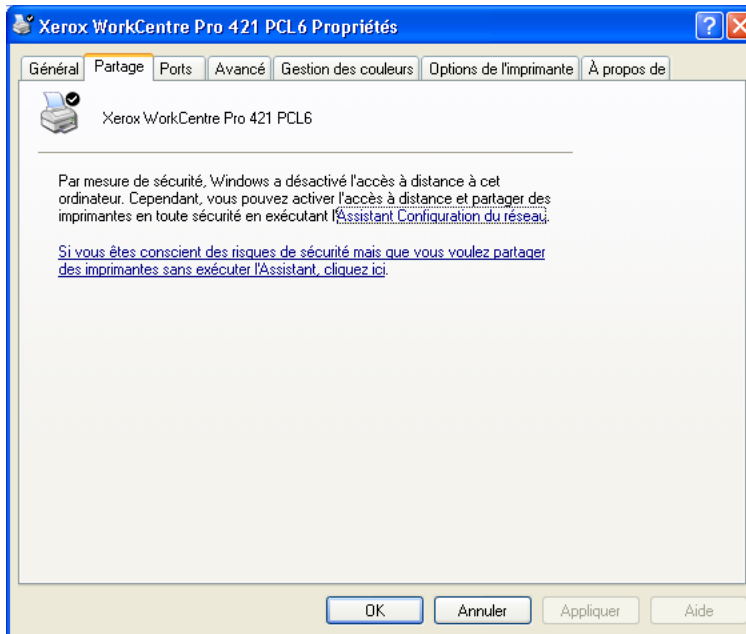 Xerox WorkCentre Pro 421 PCL6 Propriétés
Général Partage Ports Avancé Gestion des couleurs Options de l'imprimante À propos de
Xerox WorkCentre Pro 421 PCL6
Par mesure de sécurité, Windows a désactivé l'accès à distance à cet
ordinateur. Cependant, vous pouvez activer l'accès à distance et partager des
imprimantes en toute sécurité en exécutant l'Assistant Configuration du réseau.
Si vous êtes conscient des risques de sécurité mais que vous voulez partager
des imprimantes sans exécuter l'Assistant, cliquez ici.
OK Annuler Appliquer Aide